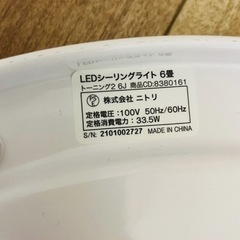 LEDシーリングライト 6畳
トーニング2 6J 商品CD:8380161
株式会社 ニトリ
定格電圧:100V 50Hz/60Hz
定格消費電力:33.5W
S/N: 2101002727 MADE IN CHINA